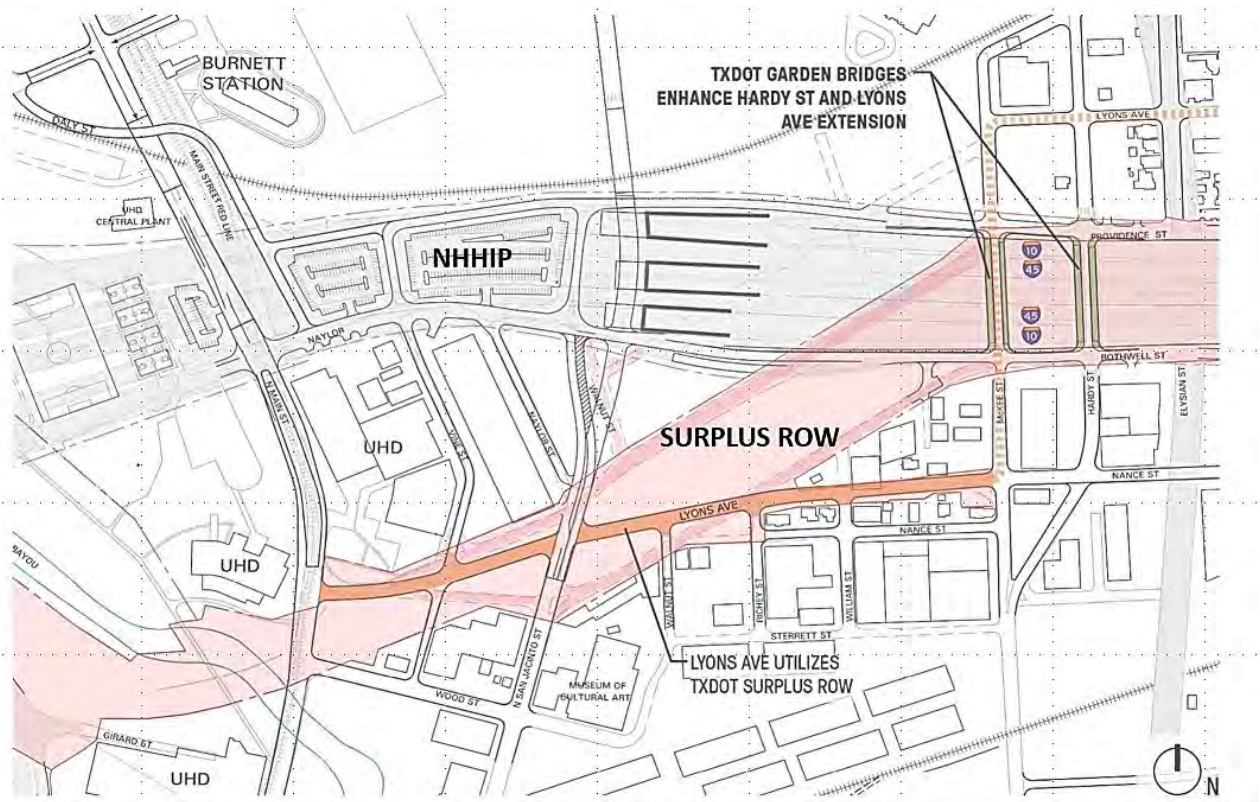 BURNETT
STATION
TXDOT GARDEN BRIDGES
ENHANCE HARDY ST AND LYONS
AVE EXTENSION
LYONS AVE
DALY ST
MAIN STREET RED LINE
UHD
CENTRAL PLANT
NHHIP
PROVIDENCE ST
10
45
45
10
NAYLOR
ROTHWELL ST
N MAIN ST
UHD
VINE ST
NAYLOR ST
WALNUT ST
SURPLUS ROW
MCKEE ST
HARDY ST
ELYSIAN ST
NANCE ST
LYONS AVE
NANCE ST
BAYOU
UHD
WALNUT ST
RICHEY ST
WILLIAM ST
STERRETT ST
N SAN JACINTO ST
LYONS AVE UTILIZES
TXDOT SURPLUS ROW
MUSEUM OF
CULTURAL ART
WOOD ST
GIRARD ST
UHD
N